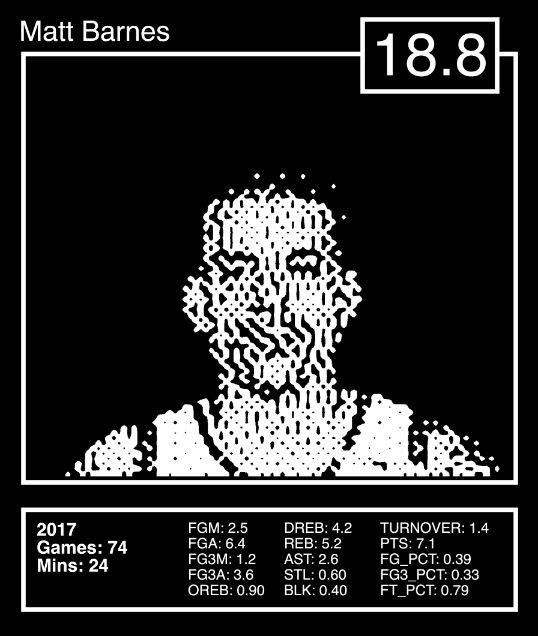 Matt Barnes
18.8
2017
Games: 74
Mins: 24
FGM: 2.5
FGA: 6.4
FG3M: 1.2
FG3A: 3.6
OREB: 0.90
DREB: 4.2
REB: 5.2
AST: 2.6
STL: 0.60
BLK: 0.40
TURNOVER: 1.4
PTS: 7.1
FG_PCT: 0.39
FG3_PCT: 0.33
FT_PCT: 0.79